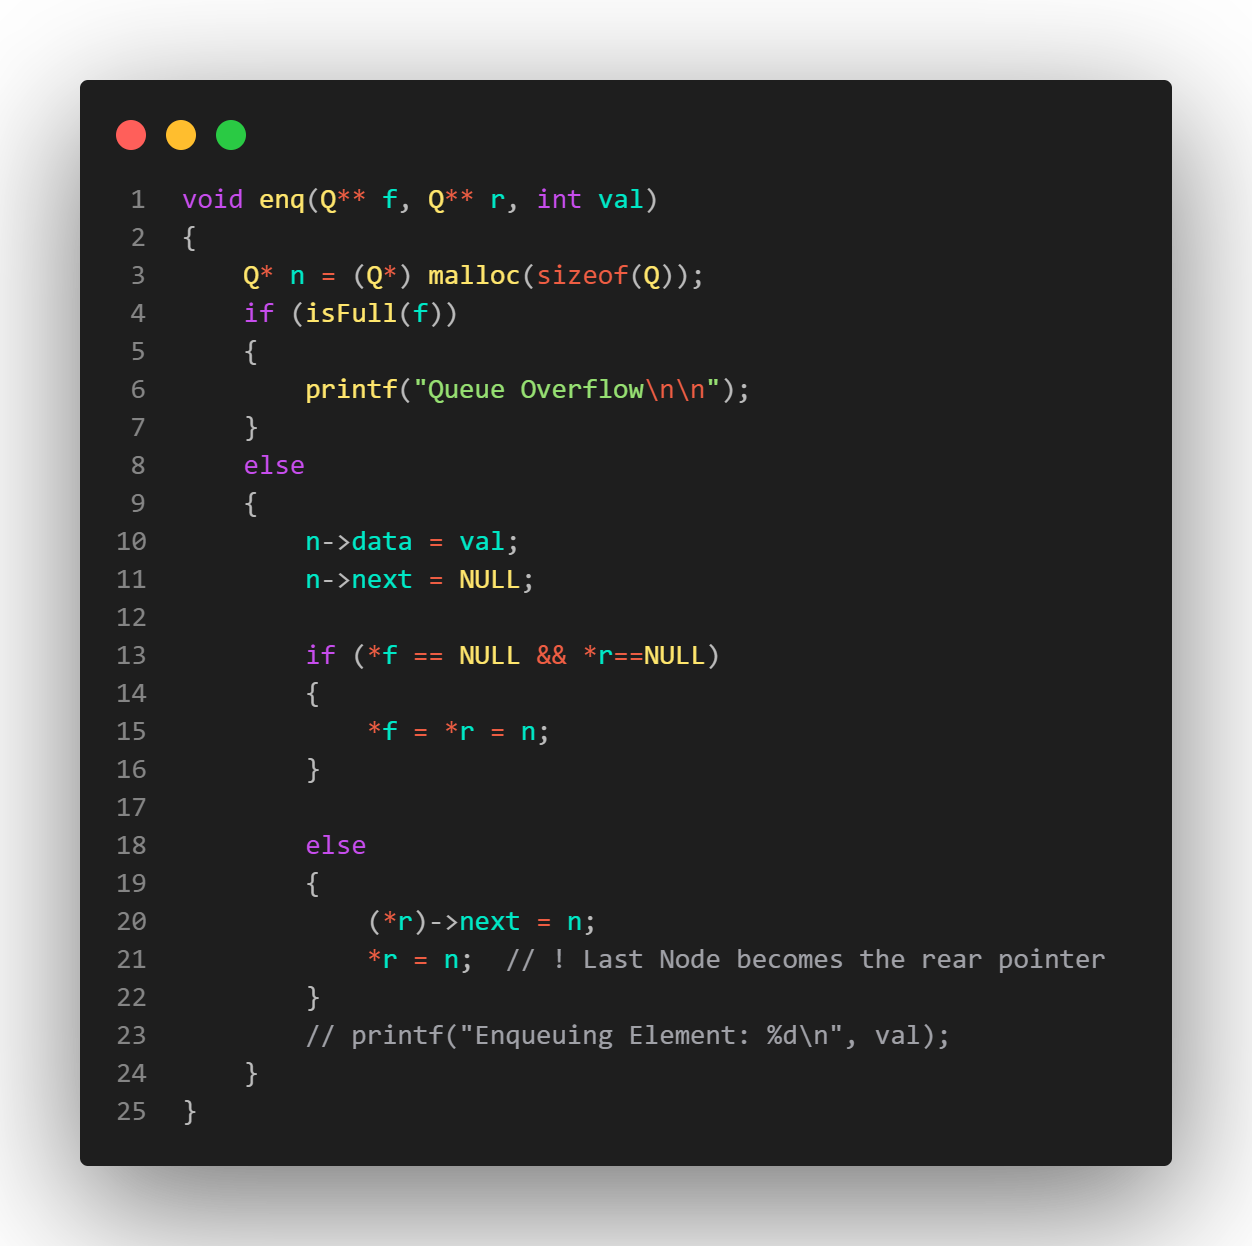 1 void enq(Q** f, Q** r, int val)
2 {
3     Q* n = (Q*) malloc(sizeof(Q));
4     if (isFull(f))
5     {
6         printf("Queue Overflow\n\n");
7     }
8     else
9     {
10         n->data = val;
11         n->next = NULL;
12
13         if (*f == NULL && *r==NULL)
14         {
15             *f = *r = n;
16         }
17
18         else
19         {
20             (*r)->next = n;
21             *r = n;  // ! Last Node becomes the rear pointer
22         }
23         // printf("Enqueuing Element: %d\n", val);
24     }
25 }